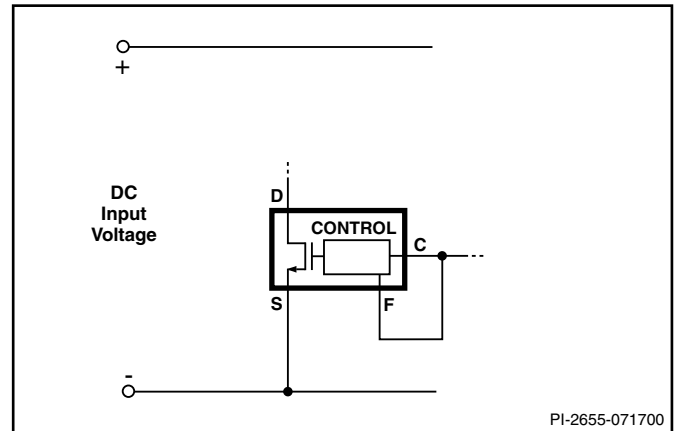 +
DC
Input
Voltage
D
CONTROL
C
S
F
-
PI-2655-071700